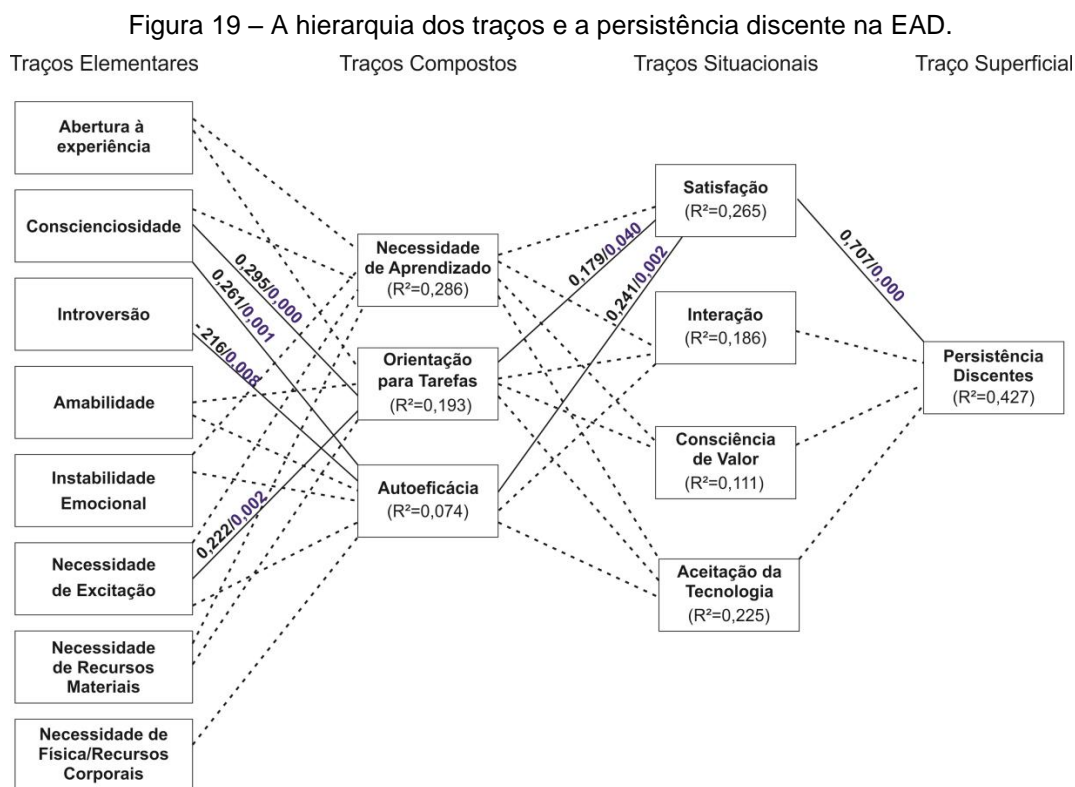 Figura 19 – A hierarquia dos traços e a persistência discente na EAD.
Traços Elementares
Traços Compostos
Traços Situacionais
Traço Superficial
Abertura à
experiência
Conscienciosidade
Introversão
Amabilidade
Instabilidade
Emocional
Necessidade
de Excitação
Necessidade
de Recursos
Materiais
Necessidade de
Física/Recursos
Corporais
0,295/0,000
0,261/0,001
- 216/0,008
0,222/0,002
Necessidade
de Aprendizado
(R²=0,286)
Orientação
para Tarefas
(R²=0,193)
Autoeficácia
(R²=0,074)
0,179/0,040
'0,241/0,002
Satisfação
(R²=0,265)
Interação
(R²=0,186)
Consciência
de Valor
(R²=0,111)
Aceitação da
Tecnologia
(R²=0,225)
0,707/0,000
Persistência
Discentes
(R²=0,427)